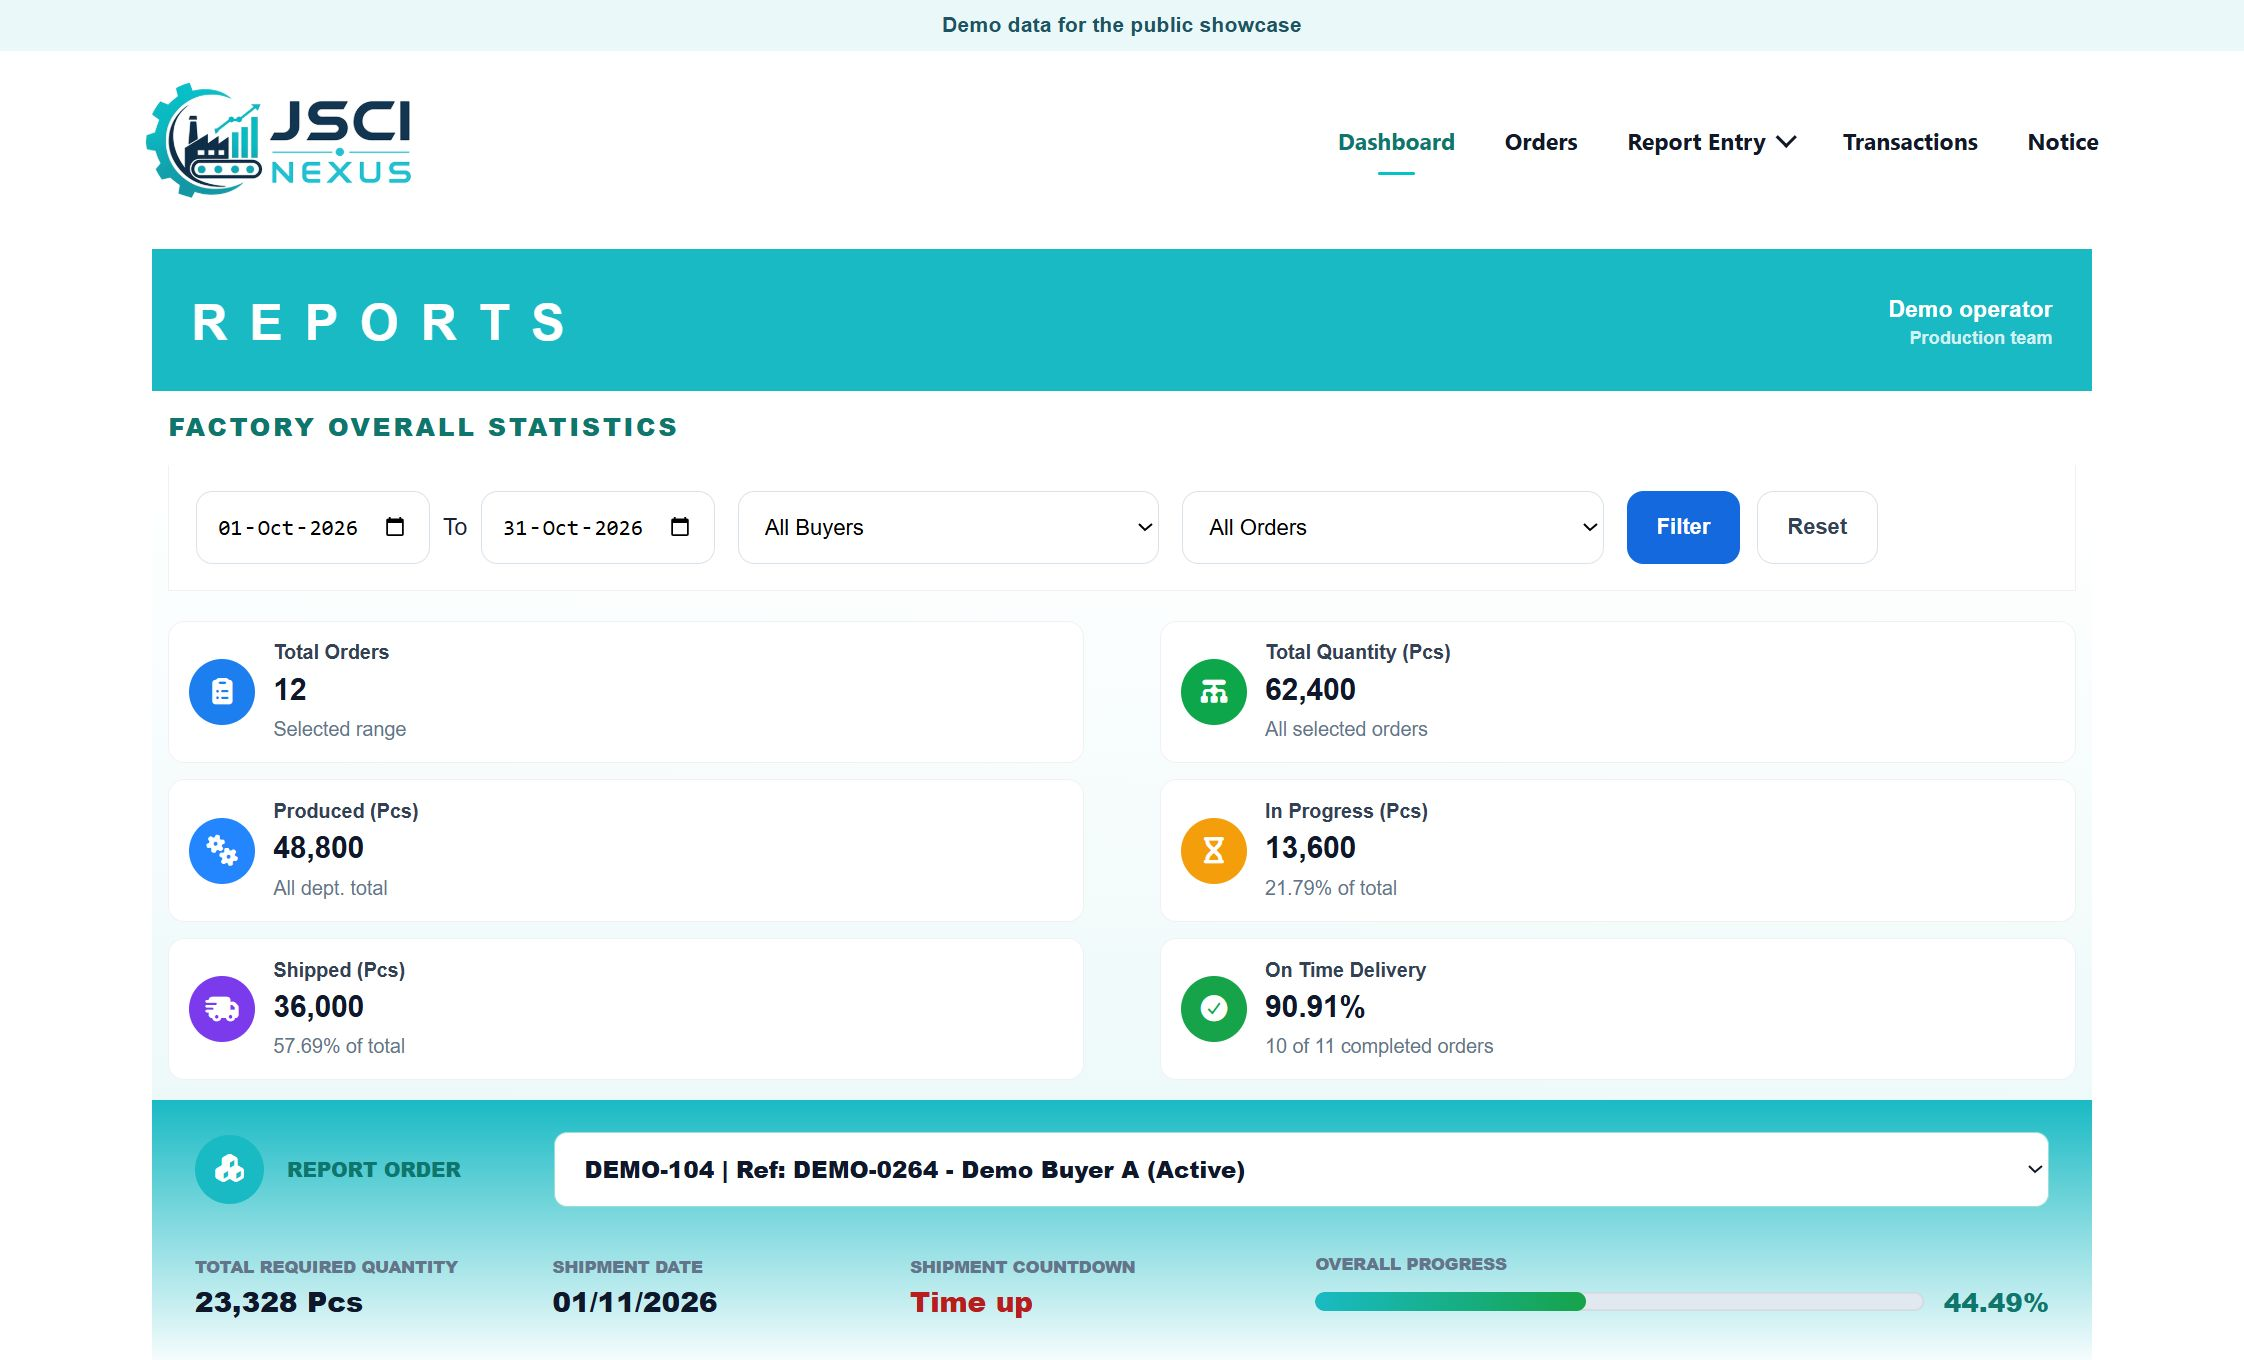 Demo data for the public showcase
JSCI
NEXUS
Dashboard Orders Report Entry Transactions Notice
REPORTS
Demo operator
Production team
FACTORY OVERALL STATISTICS
01-Oct-2026 To 31-Oct-2026 All Buyers All Orders Filter Reset
Total Orders
12
Selected range
Total Quantity (Pcs)
62,400
All selected orders
Produced (Pcs)
48,800
All dept. total
In Progress (Pcs)
13,600
21.79% of total
Shipped (Pcs)
36,000
57.69% of total
On Time Delivery
90.91%
10 of 11 completed orders
REPORT ORDER
DEMO-104 | Ref: DEMO-0264 - Demo Buyer A (Active)
TOTAL REQUIRED QUANTITY
23,328 Pcs
SHIPMENT DATE
01/11/2026
SHIPMENT COUNTDOWN
Time up
OVERALL PROGRESS
44.49%